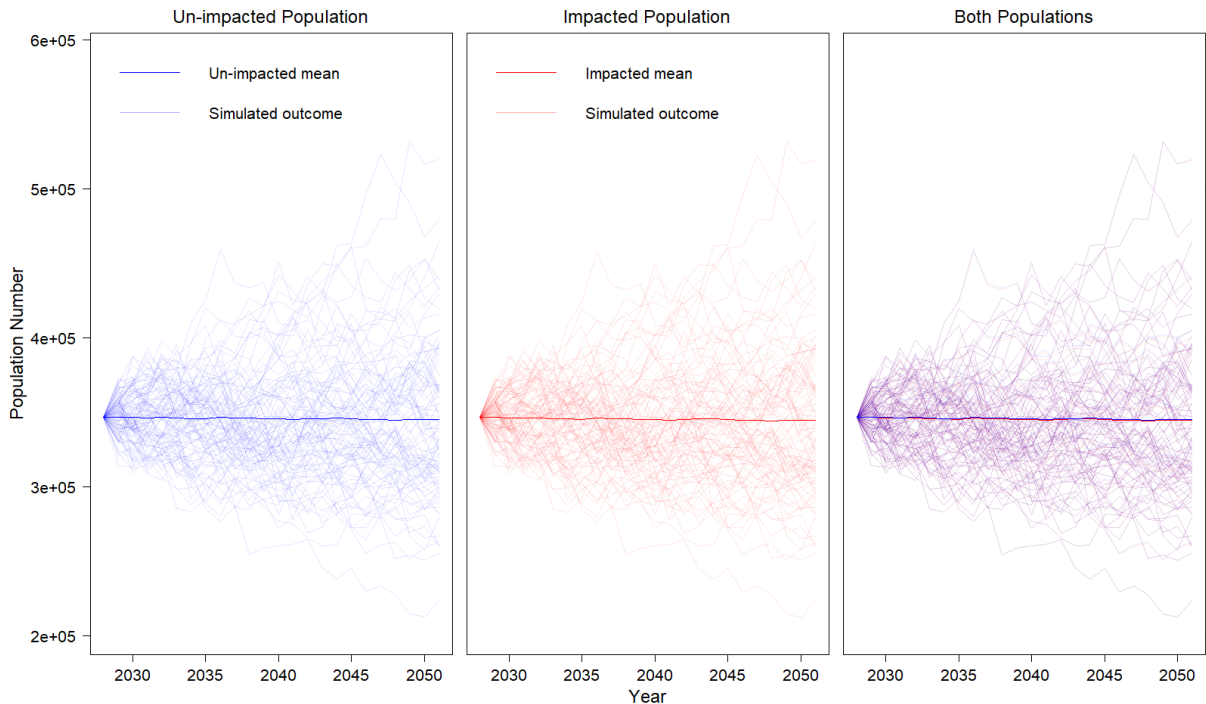 Un-impacted Population
Impacted Population
Both Populations
Un-impacted mean
Simulated outcome
Impacted mean
Simulated outcome
Population Number
6e+05
5e+05
4e+05
3e+05
2e+05
2030 2035 2040 2045 2050
2030 2035 2040 2045 2050
2030 2035 2040 2045 2050
Year